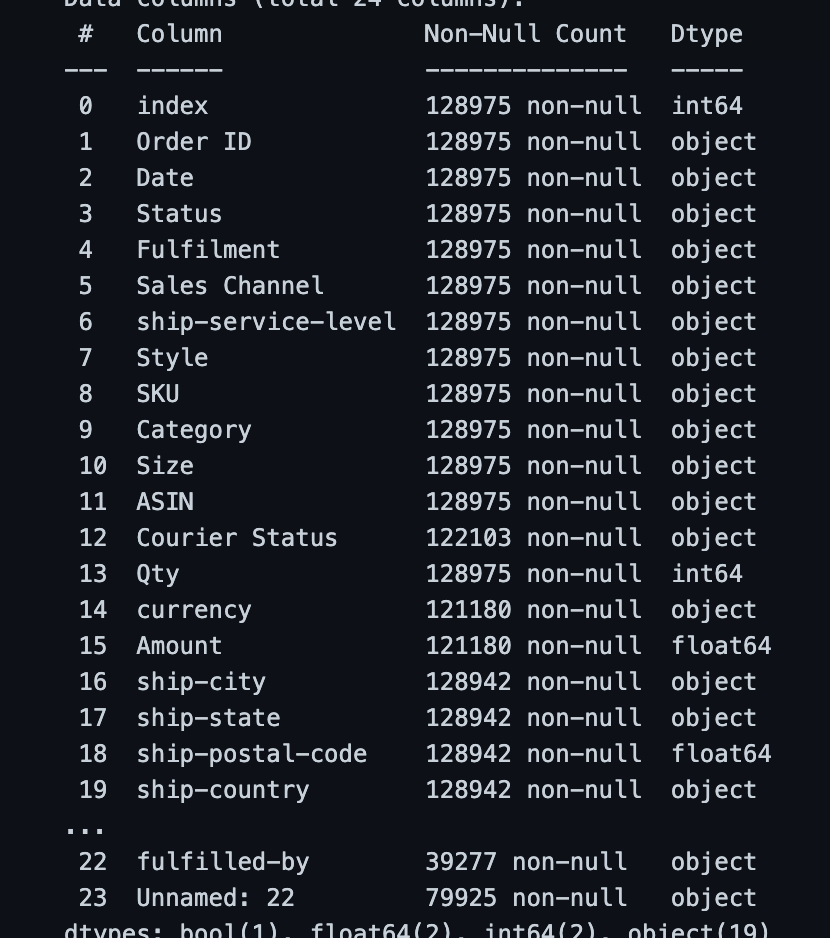 Data columns (total 24 columns):
#   Column              Non-Null Count   Dtype
---  ------              --------------   -----
0   index               128975 non-null  int64
1   Order ID            128975 non-null  object
2   Date                128975 non-null  object
3   Status              128975 non-null  object
4   Fulfilment          128975 non-null  object
5   Sales Channel       128975 non-null  object
6   ship-service-level  128975 non-null  object
7   Style               128975 non-null  object
8   SKU                 128975 non-null  object
9   Category            128975 non-null  object
10  Size                128975 non-null  object
11  ASIN                128975 non-null  object
12  Courier Status      122103 non-null  object
13  Qty                 128975 non-null  int64
14  currency            121180 non-null  object
15  Amount              121180 non-null  float64
16  ship-city           128942 non-null  object
17  ship-state          128942 non-null  object
18  ship-postal-code    128942 non-null  float64
19  ship-country        128942 non-null  object
...
22  fulfilled-by        39277 non-null   object
23  Unnamed: 22         79925 non-null   object
dtypes: bool(1), float64(2), int64(2), object(19)